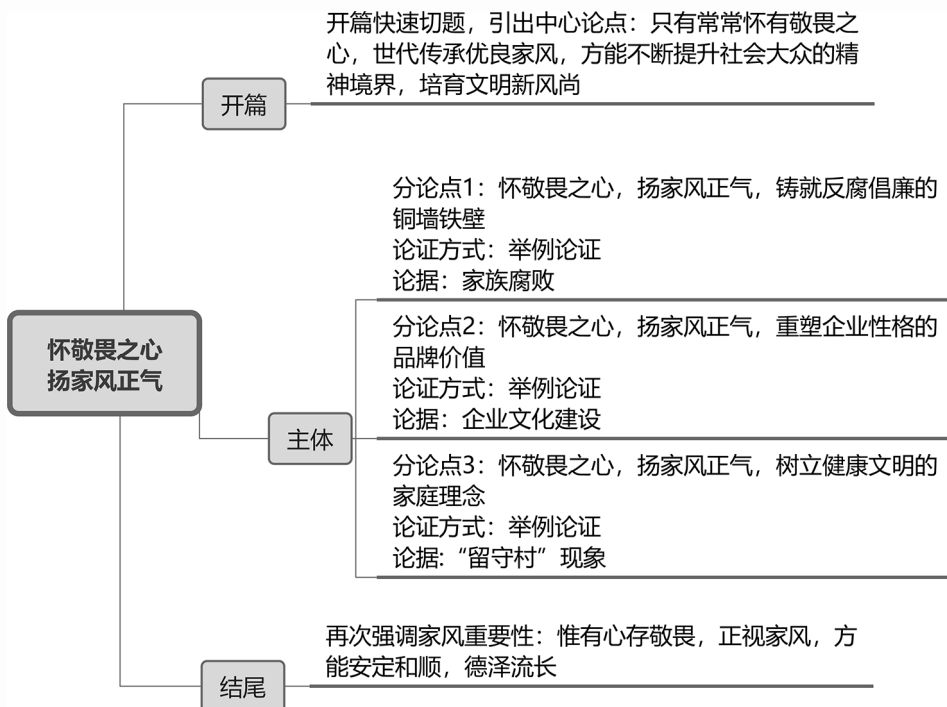 怀敬畏之心
扬家风正气
开篇
开篇快速切题，引出中心论点：只有常常怀有敬畏之
心，世代传承优良家风，方能不断提升社会大众的精
神境界，培育文明新风尚
主体
分论点1：怀敬畏之心，扬家风正气，铸就反腐倡廉的
铜墙铁壁
论证方式：举例论证
论据：家族腐败
分论点2：怀敬畏之心，扬家风正气，重塑企业性格的
品牌价值
论证方式：举例论证
论据：企业文化建设
分论点3：怀敬畏之心，扬家风正气，树立健康文明的
家庭理念
论证方式：举例论证
论据:“留守村”现象
结尾
再次强调家风重要性：惟有心存敬畏，正视家风，方
能安定和顺，德泽流长